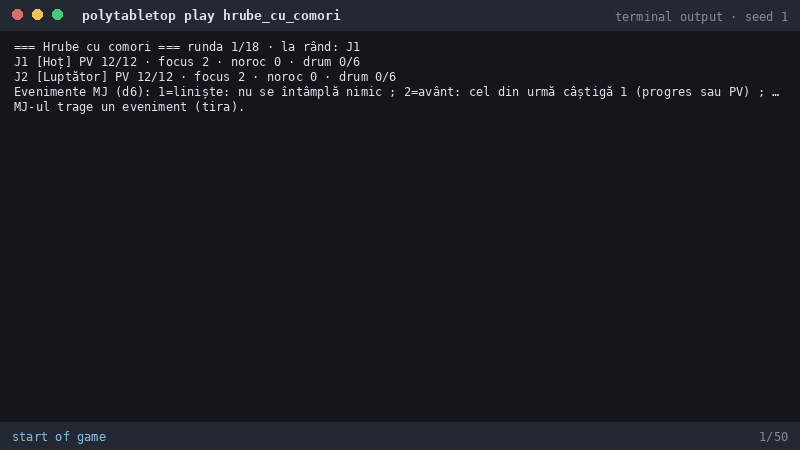 polytabletop play hrube_cu_comori
terminal output · seed 1
=== Hrube cu comori === runda 1/18 · la rând: J1
J1 [Hoț] PV 12/12 · focus 2 · noroc 0 · drum 0/6
J2 [Luptător] PV 12/12 · focus 2 · noroc 0 · drum 0/6
Evenimente MJ (d6): 1=liniște: nu se întâmplă nimic ; 2=avânt: cel din urmă câștigă 1 (progres sau PV) ; …
MJ-ul trage un eveniment (tira).
start of game
1/50